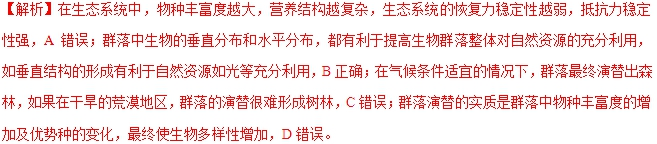 【解析】在生态系统中，物种丰富度越大，营养结构越复杂，生态系统的恢复力稳定性越弱，抵抗力稳定
性强，A 错误；群落中生物的垂直分布和水平分布，都有利于提高生物群落整体对自然资源的充分利用，
如垂直结构的形成有利于自然资源如光等充分利用，B 正确；在气候条件适宜的情况下，群落最终演替出森
林，如果在干旱的荒漠地区，群落的演替很难形成树林，C 错误；群落演替的实质是群落中物种丰富度的增
加及优势种的变化，最终使生物多样性增加，D 错误。